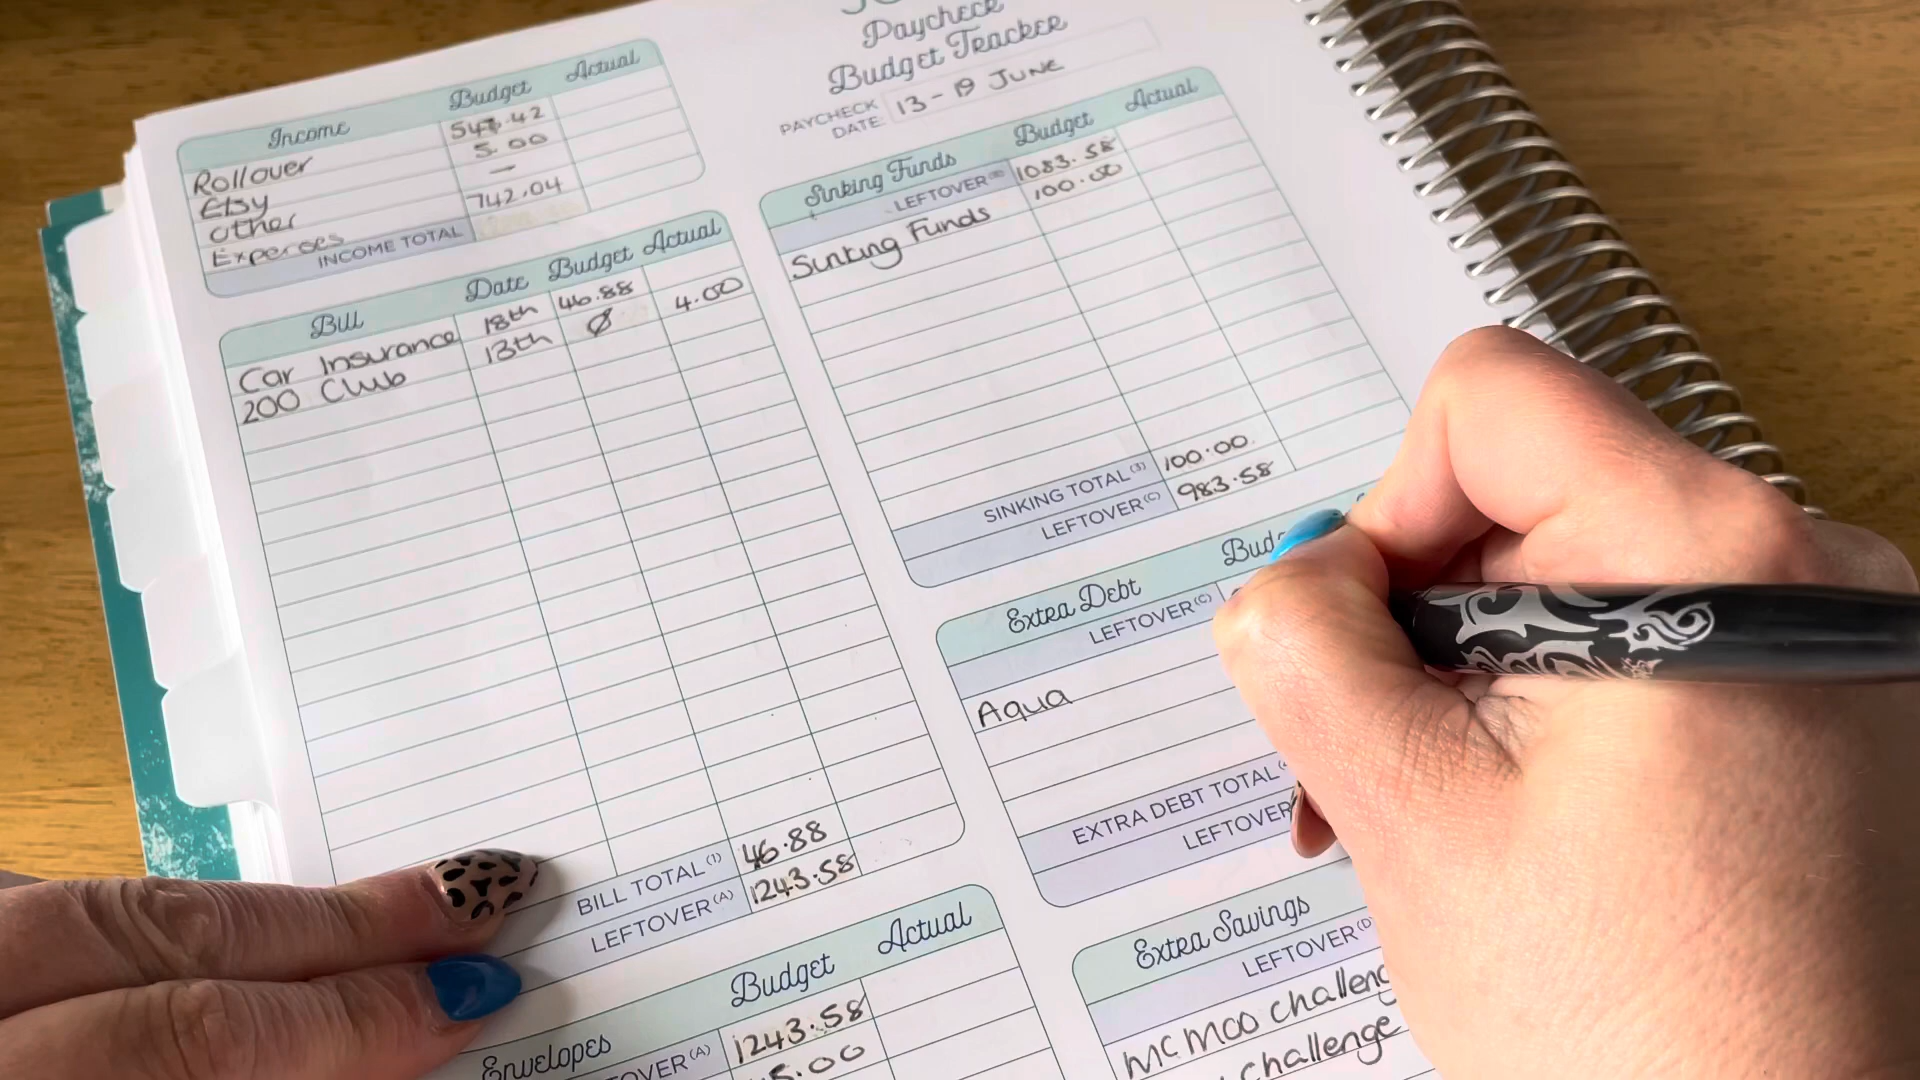 Paycheck
Budget Tracker
PAYCHECK DATE: 13 - 19 JUNE
Income Budget Actual
Rollover 42
Etsy 5.00
Other —
Expenses 742.04
INCOME TOTAL
Bill Date Budget Actual
Car Insurance 18th 46.88
200 Club 13th Ø 4.00
BILL TOTAL (1) 46.88
LEFTOVER (A) 1243.58
Envelopes Budget Actual
(A) 1243.58
5.00
Sinking Funds Budget Actual
LEFTOVER 1083.58
Sinking Funds 100.00
SINKING TOTAL (3) 100.00
LEFTOVER (C) 983.58
Extra Debt
LEFTOVER (C)
Aqua
EXTRA DEBT TOTAL
LEFTOVER
Extra Savings
LEFTOVER (D)
challenge